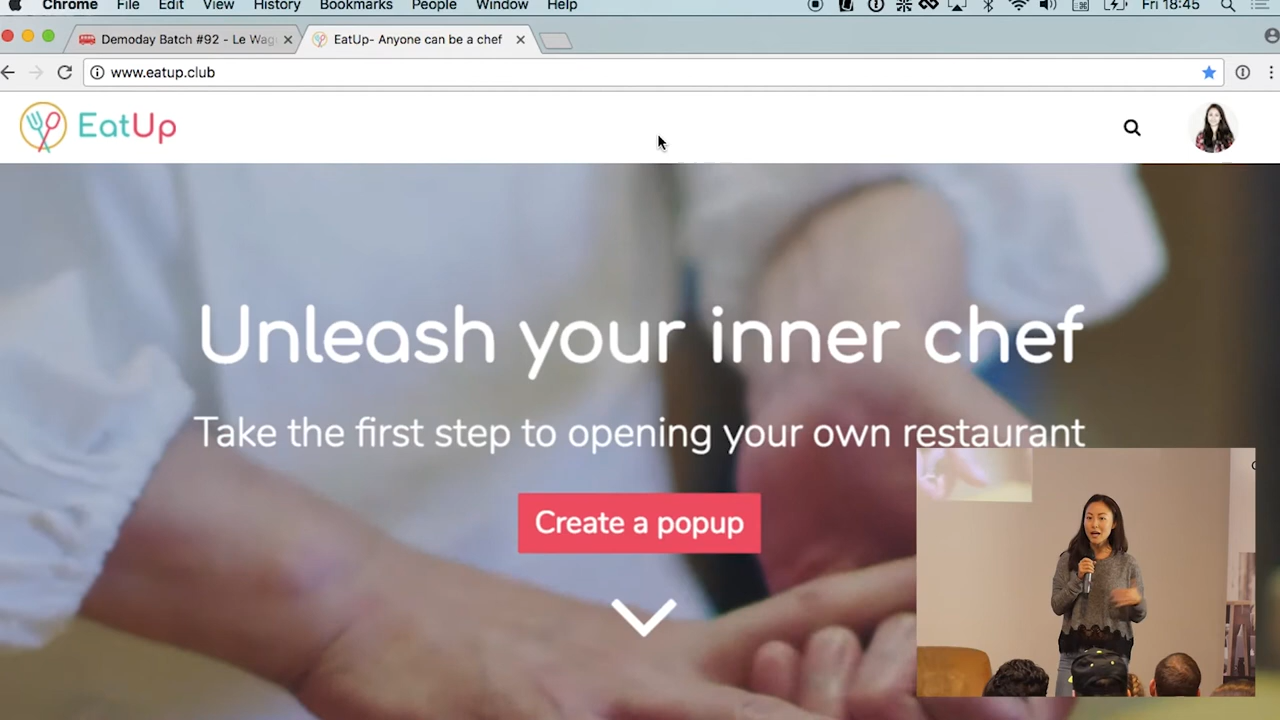 Chrome File Edit View History Bookmarks People Window Help Fri 18:45
Demoday Batch #92 - Le Wag
EatUp- Anyone can be a chef
www.eatup.club
EatUp
Unleash your inner chef
Take the first step to opening your own restaurant
Create a popup